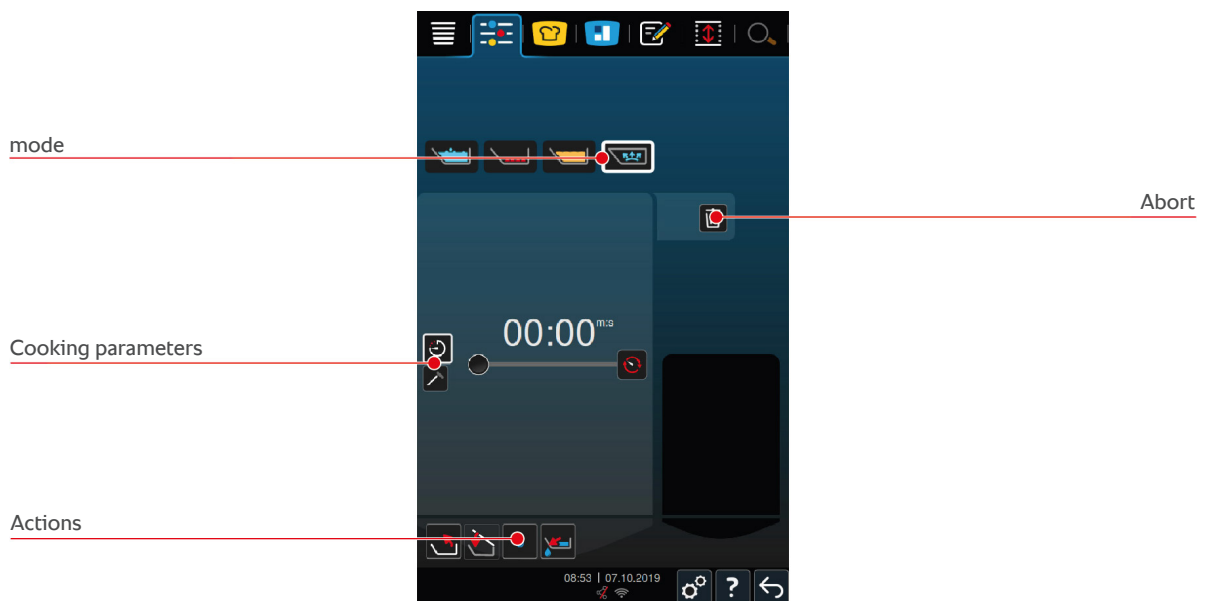 mode
Abort
00:00 m:s
Cooking parameters
Actions
08:53 | 07.10.2019
?